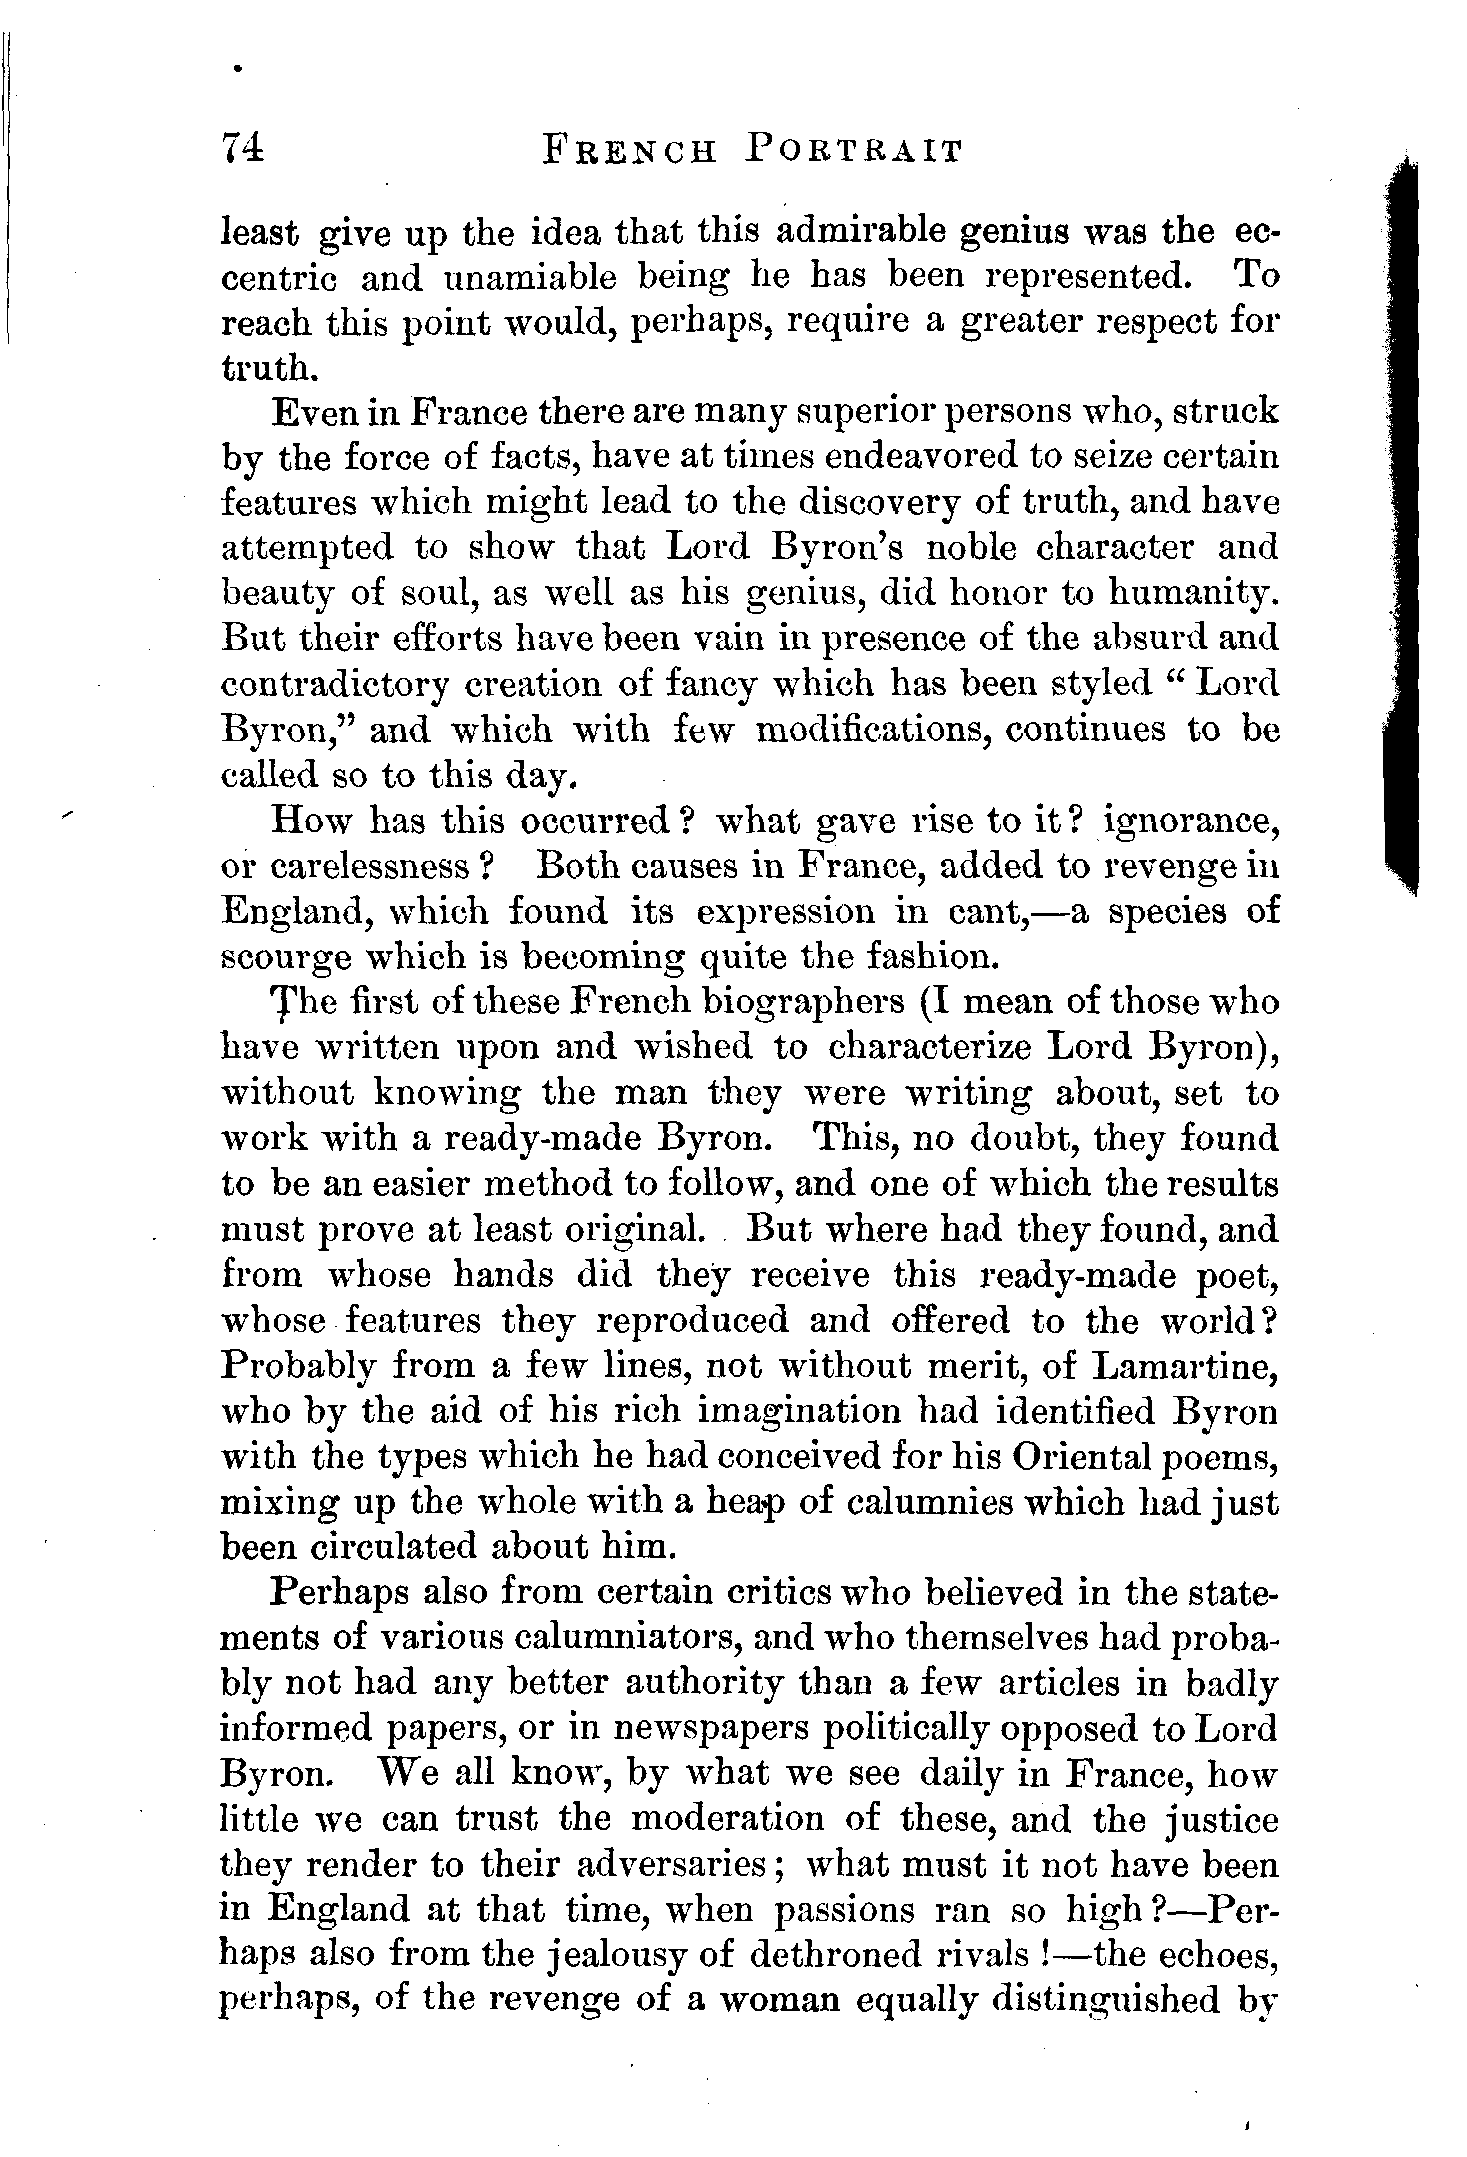 74 FRENCH PORTRAIT
least give up the idea that this admirable genius was the ec-
centric and unamiable being he has been represented. To
reach this point would, perhaps, require a greater respect for
truth.
Even in France there are many superior persons who, struck
by the force of facts, have at times endeavored to seize certain
features which might lead to the discovery of truth, and have
attempted to show that Lord Byron's noble character and
beauty of soul, as well as his genius, did honor to humanity.
But their efforts have been vain in presence of the absurd and
contradictory creation of fancy which has been styled “ Lord
Byron,” and which with few modifications, continues to be
called so to this day.
How has this occurred ? what gave rise to it ? ignorance,
or carelessness ? Both causes in France, added to revenge in
England, which found its expression in cant,—a species of
scourge which is becoming quite the fashion.
The first of these French biographers (I mean of those who
have written upon and wished to characterize Lord Byron),
without knowing the man they were writing about, set to
work with a ready-made Byron. This, no doubt, they found
to be an easier method to follow, and one of which the results
must prove at least original. But where had they found, and
from whose hands did they receive this ready-made poet,
whose features they reproduced and offered to the world?
Probably from a few lines, not without merit, of Lamartine,
who by the aid of his rich imagination had identified Byron
with the types which he had conceived for his Oriental poems,
mixing up the whole with a heap of calumnies which had just
been circulated about him.
Perhaps also from certain critics who believed in the state-
ments of various calumniators, and who themselves had proba-
bly not had any better authority than a few articles in badly
informed papers, or in newspapers politically opposed to Lord
Byron. We all know, by what we see daily in France, how
little we can trust the moderation of these, and the justice
they render to their adversaries ; what must it not have been
in England at that time, when passions ran so high ?—Per-
haps also from the jealousy of dethroned rivals !—the echoes,
perhaps, of the revenge of a woman equally distinguished by